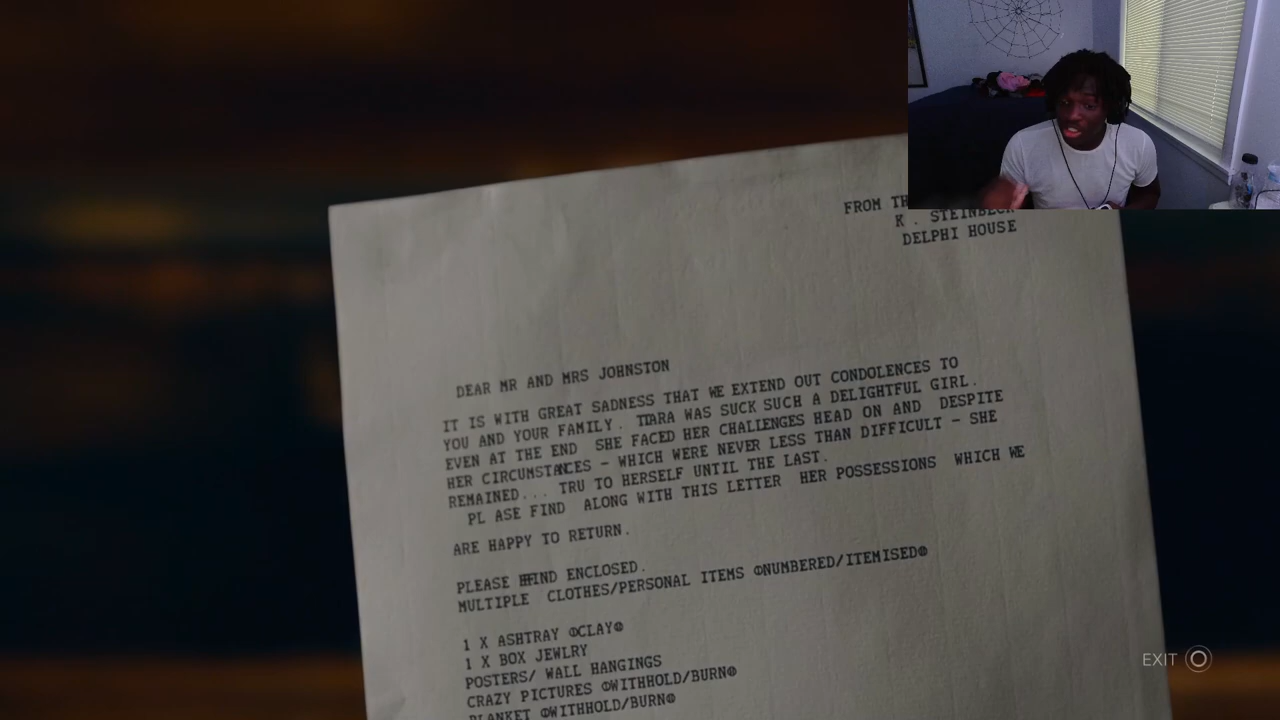 FROM TH
K. STEINBECK
DELPHI HOUSE
DEAR MR AND MRS JOHNSTON
IT IS WITH GREAT SADNESS THAT WE EXTEND OUT CONDOLENCES TO
YOU AND YOUR FAMILY. TIARA WAS SUCK SUCH A DELIGHTFUL GIRL.
EVEN AT THE END SHE FACED HER CHALLENGES HEAD ON AND DESPITE
HER CIRCUMSTANCES - WHICH WERE NEVER LESS THAN DIFFICULT - SHE
REMAINED... TRU TO HERSELF UNTIL THE LAST.
PL ASE FIND ALONG WITH THIS LETTER HER POSSESSIONS WHICH WE
ARE HAPPY TO RETURN.
PLEASE FIND ENCLOSED.
MULTIPLE CLOTHES/PERSONAL ITEMS NUMBERED/ITEMISED
1 X ASHTRAY CLAY
1 X BOX JEWLRY
POSTERS/ WALL HANGINGS
CRAZY PICTURES WITHHOLD/BURN
BLANKET WITHHOLD/BURN
EXIT